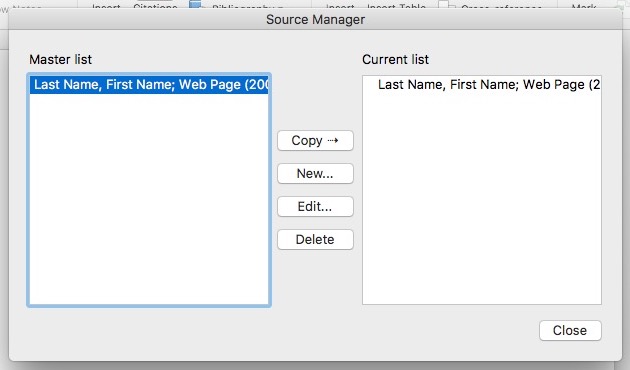 Source Manager
Master list
Current list
Last Name, First Name; Web Page (200
Last Name, First Name; Web Page (2
Copy ⇢
New...
Edit...
Delete
Close